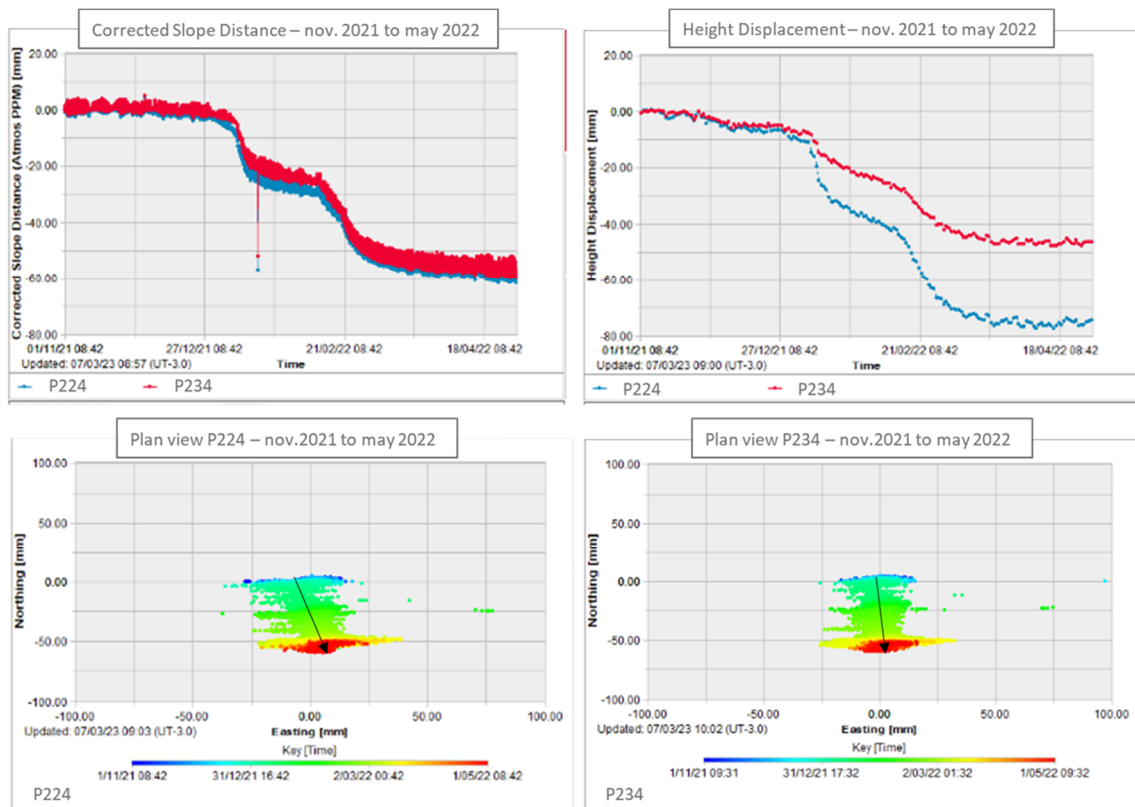 Corrected Slope Distance – nov. 2021 to may 2022
Corrected Slope Distance (Atmos PPM) [mm]
20.00
0.00
-20.00
-40.00
-60.00
-80.00
01/11/21 08:42
27/12/21 08:42
21/02/22 08:42
18/04/22 08:42
Updated: 07/03/23 08:57 (UT-3.0)
Time
P224
P234
Height Displacement – nov. 2021 to may 2022
Height Displacement [mm]
20.00
0.00
-20.00
-40.00
-60.00
-80.00
01/11/21 08:42
27/12/21 08:42
21/02/22 08:42
18/04/22 08:42
Updated: 07/03/23 09:00 (UT-3.0)
Time
P224
P234
Plan view P224 – nov.2021 to may 2022
Northing [mm]
100.00
50.00
0.00
-50.00
-100.00
-100.00
-50.00
0.00
50.00
100.00
Updated: 07/03/23 09:03 (UT-3.0)
Easting [mm]
Key [Time]
1/11/21 08:42
31/12/21 16:42
2/03/22 00:42
1/05/22 08:42
P224
Plan view P234 – nov.2021 to may 2022
Northing [mm]
100.00
50.00
0.00
-50.00
-100.00
-100.00
-50.00
0.00
50.00
100.00
Updated: 07/03/23 10:02 (UT-3.0)
Easting [mm]
Key [Time]
1/11/21 09:31
31/12/21 17:32
2/03/22 01:32
1/05/22 09:32
P234